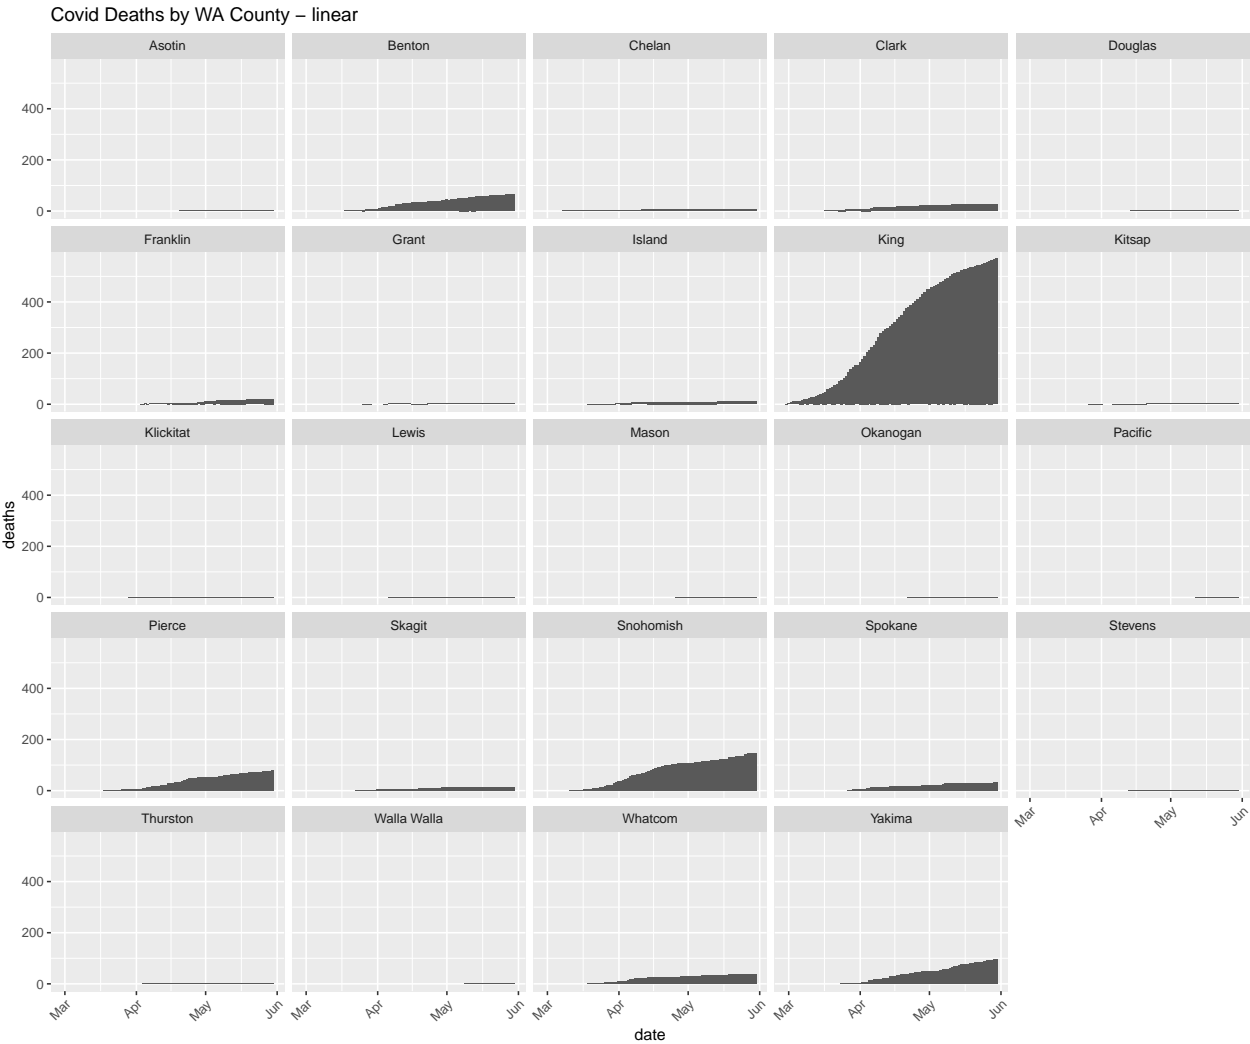 Covid Deaths by WA County – linear
Asotin Benton Chelan Clark Douglas
400
200
0
Franklin Grant Island King Kitsap
400
200
0
Klickitat Lewis Mason Okanogan Pacific
400
200
0
deaths
Pierce Skagit Snohomish Spokane Stevens
400
200
0
Mar Apr May Jun
Thurston Walla Walla Whatcom Yakima
400
200
0
Mar Apr May Jun Mar Apr May Jun Mar Apr May Jun Mar Apr May Jun
date